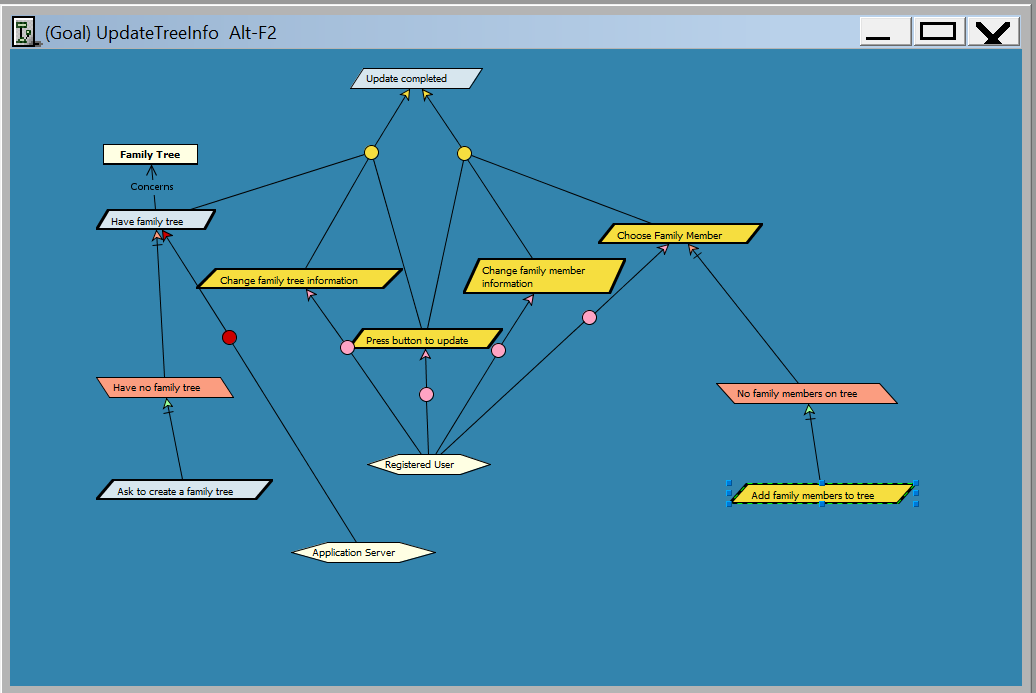 (Goal) UpdateTreeInfo Alt-F2
Update completed
Family Tree
Concerns
Have family tree
Choose Family Member
Change family tree information
Change family member
information
Press button to update
Have no family tree
No family members on tree
Registered User
Ask to create a family tree
Add family members to tree
Application Server